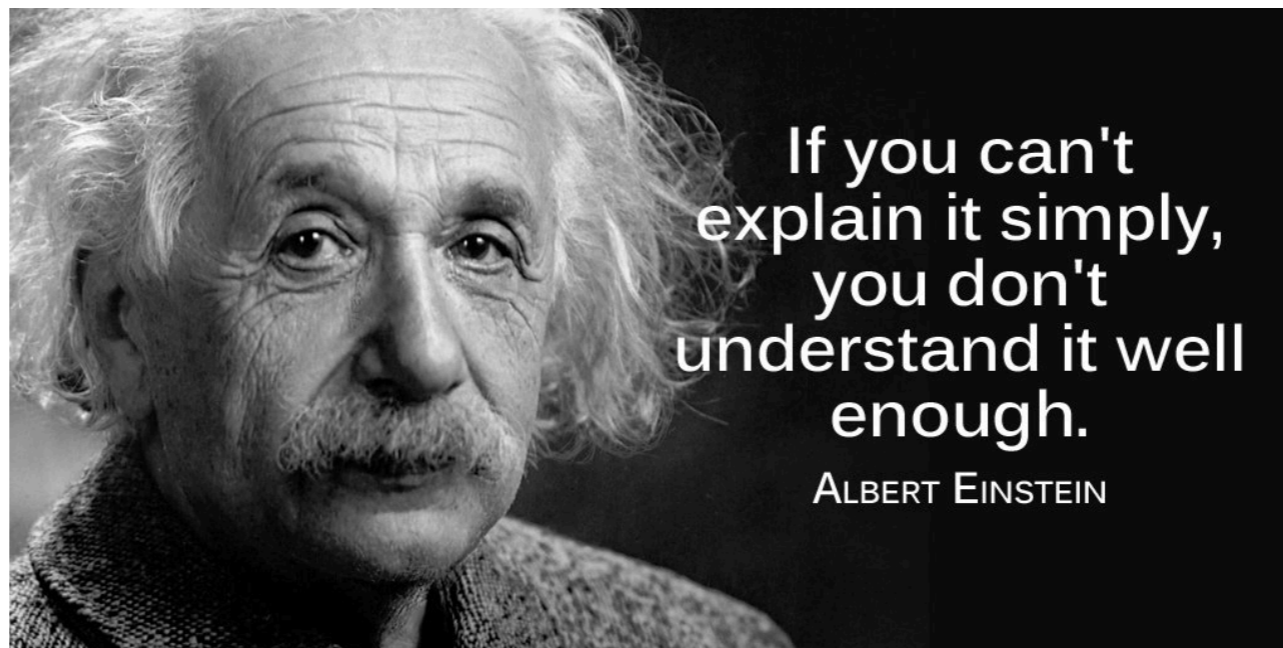 If you can't
explain it simply,
you don't
understand it well
enough.
ALBERT EINSTEIN